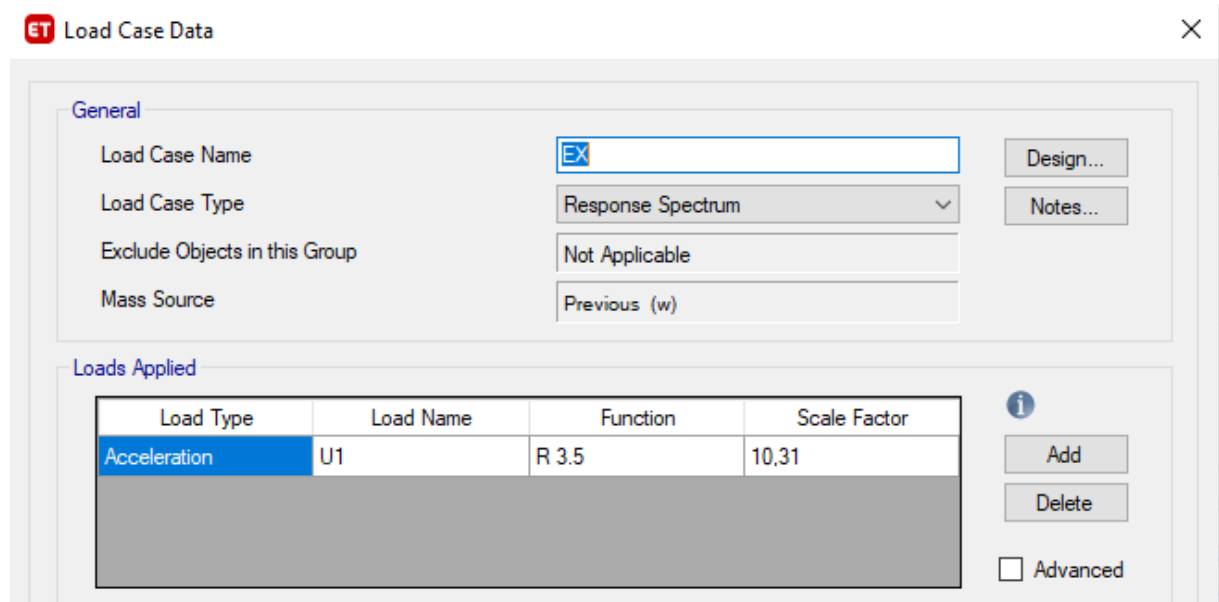 ET Load Case Data
General
Load Case Name EX Design...
Load Case Type Response Spectrum Notes...
Exclude Objects in this Group Not Applicable
Mass Source Previous (w)
Loads Applied
Load Type Load Name Function Scale Factor i
Acceleration U1 R 3.5 10,31 Add
Delete
Advanced